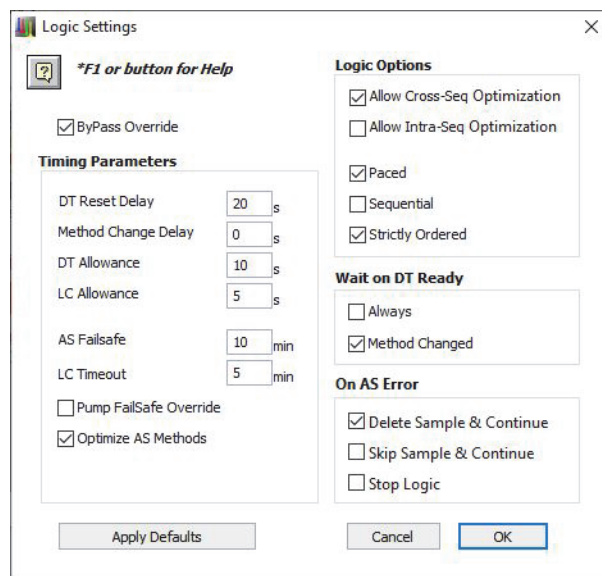 Logic Settings
*F1 or button for Help
ByPass Override
Timing Parameters
DT Reset Delay 20 s
Method Change Delay 0 s
DT Allowance 10 s
LC Allowance 5 s
AS Failsafe 10 min
LC Timeout 5 min
Pump FailSafe Override
Optimize AS Methods
Logic Options
Allow Cross-Seq Optimization
Allow Intra-Seq Optimization
Paced
Sequential
Strictly Ordered
Wait on DT Ready
Always
Method Changed
On AS Error
Delete Sample & Continue
Skip Sample & Continue
Stop Logic
Apply Defaults
Cancel
OK